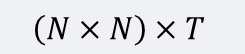 (N × N) × T